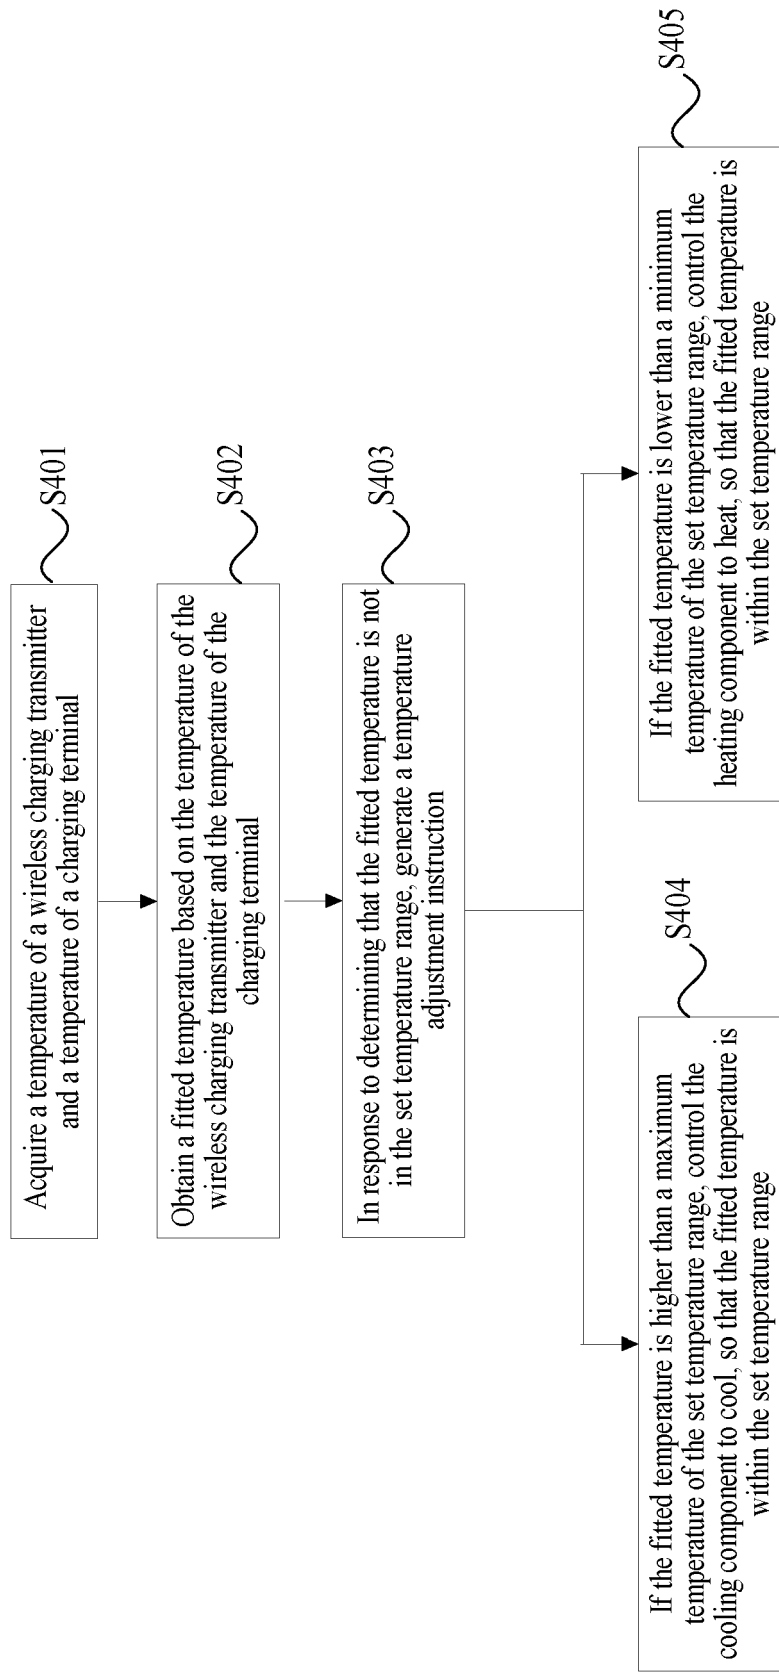 Acquire a temperature of a wireless charging transmitter
and a temperature of a charging terminal
S401
Obtain a fitted temperature based on the temperature of the
wireless charging transmitter and the temperature of the
charging terminal
S402
In response to determining that the fitted temperature is not
in the set temperature range, generate a temperature
adjustment instruction
S403
If the fitted temperature is higher than a maximum
temperature of the set temperature range, control the
cooling component to cool, so that the fitted temperature is
within the set temperature range
S404
If the fitted temperature is lower than a minimum
temperature of the set temperature range, control the
heating component to heat, so that the fitted temperature is
within the set temperature range
S405